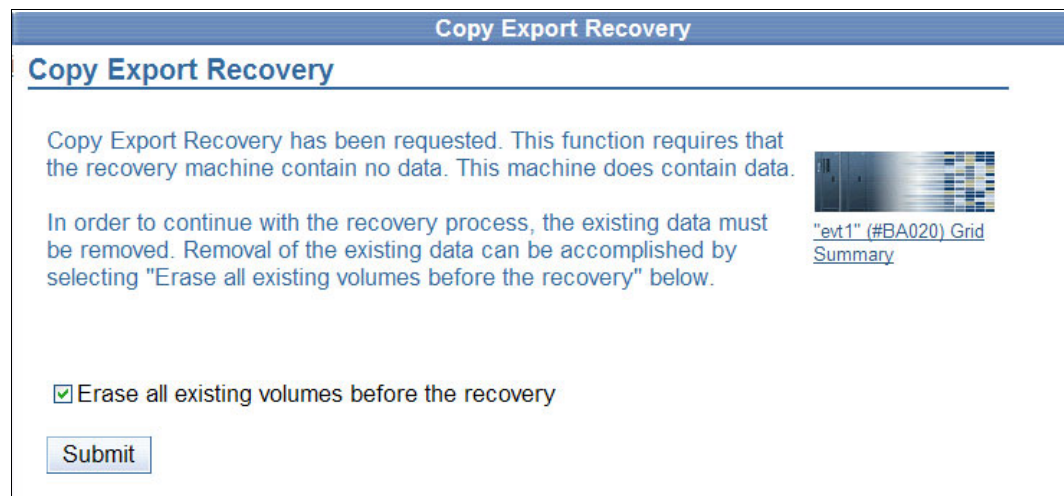 Copy Export Recovery
Copy Export Recovery
Copy Export Recovery has been requested. This function requires that
the recovery machine contain no data. This machine does contain data.
In order to continue with the recovery process, the existing data must
be removed. Removal of the existing data can be accomplished by
selecting "Erase all existing volumes before the recovery" below.
"evt1" (#BA020) Grid
Summary
Erase all existing volumes before the recovery
Submit